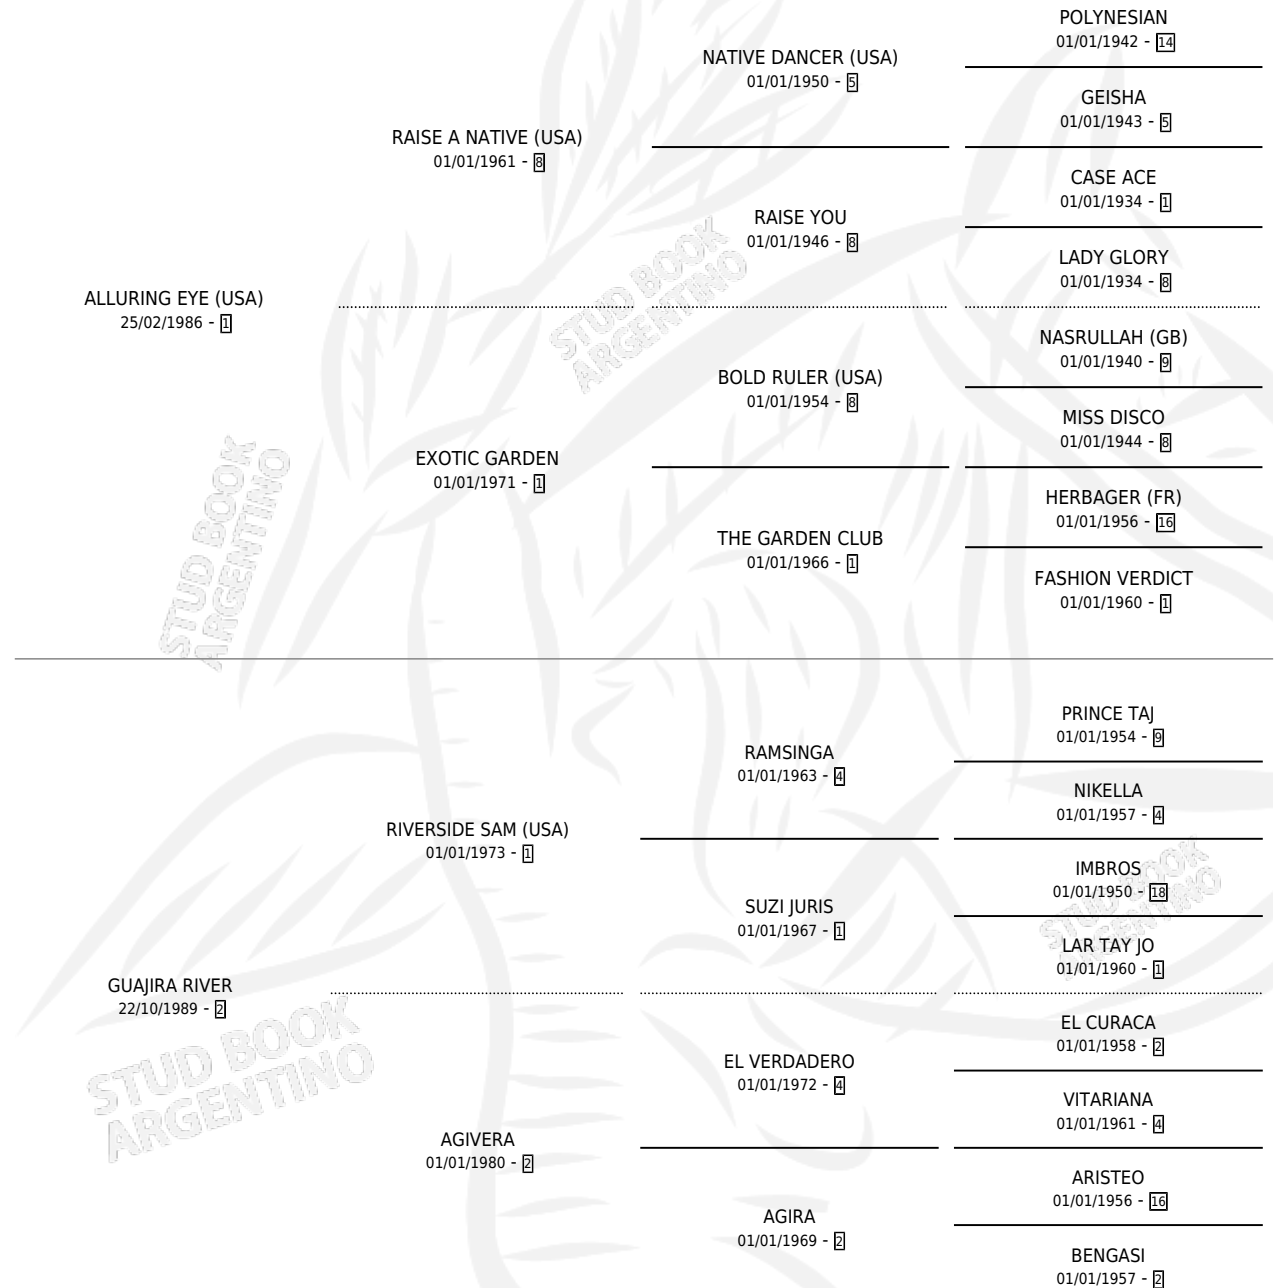 POLYNESIAN
01/01/1942 - 14
NATIVE DANCER (USA)
01/01/1950 - 5
GEISHA
01/01/1943 - 5
RAISE A NATIVE (USA)
01/01/1961 - 8
CASE ACE
01/01/1934 - 1
RAISE YOU
01/01/1946 - 8
LADY GLORY
01/01/1934 - 8
ALLURING EYE (USA)
25/02/1986 - 1
STUD BOOK
ARGENTINO
NASRULLAH (GB)
01/01/1940 - 9
BOLD RULER (USA)
01/01/1954 - 8
MISS DISCO
01/01/1944 - 8
EXOTIC GARDEN
01/01/1971 - 1
HERBAGER (FR)
01/01/1956 - 16
THE GARDEN CLUB
01/01/1966 - 1
FASHION VERDICT
01/01/1960 - 1
STUD BOOK
ARGENTINO
PRINCE TAJ
01/01/1954 - 9
RAMSINGA
01/01/1963 - 4
NIKELLA
01/01/1957 - 4
RIVERSIDE SAM (USA)
01/01/1973 - 1
IMBROS
01/01/1950 - 18
SUZI JURIS
01/01/1967 - 1
STUD BOOK
ARGENTINO
LAR TAY JO
01/01/1960 - 1
GUAJIRA RIVER
22/10/1989 - 2
STUD BOOK
ARGENTINO
EL CURACA
01/01/1958 - 2
EL VERDADERO
01/01/1972 - 4
VITARIANA
01/01/1961 - 4
AGIVERA
01/01/1980 - 2
ARISTEO
01/01/1956 - 16
AGIRA
01/01/1969 - 2
BENGASI
01/01/1957 - 2